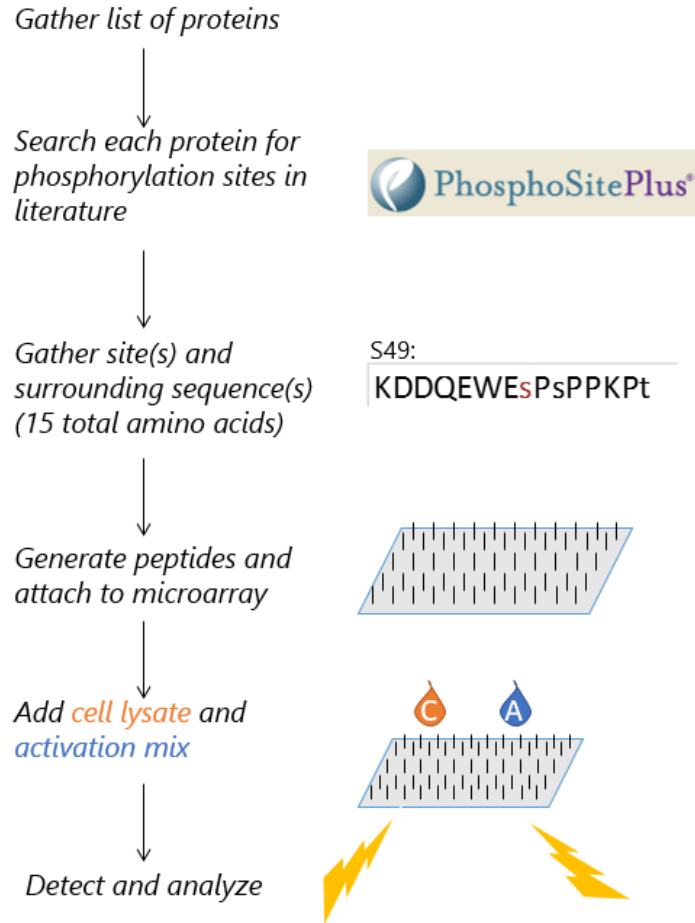 Gather list of proteins
Search each protein for
phosphorylation sites in
literature
PhosphoSitePlus®
Gather site(s) and
surrounding sequence(s)
(15 total amino acids)
S49:
KDDQEWEsPsPPKPt
Generate peptides and
attach to microarray
Add cell lysate and
activation mix
C
A
Detect and analyze